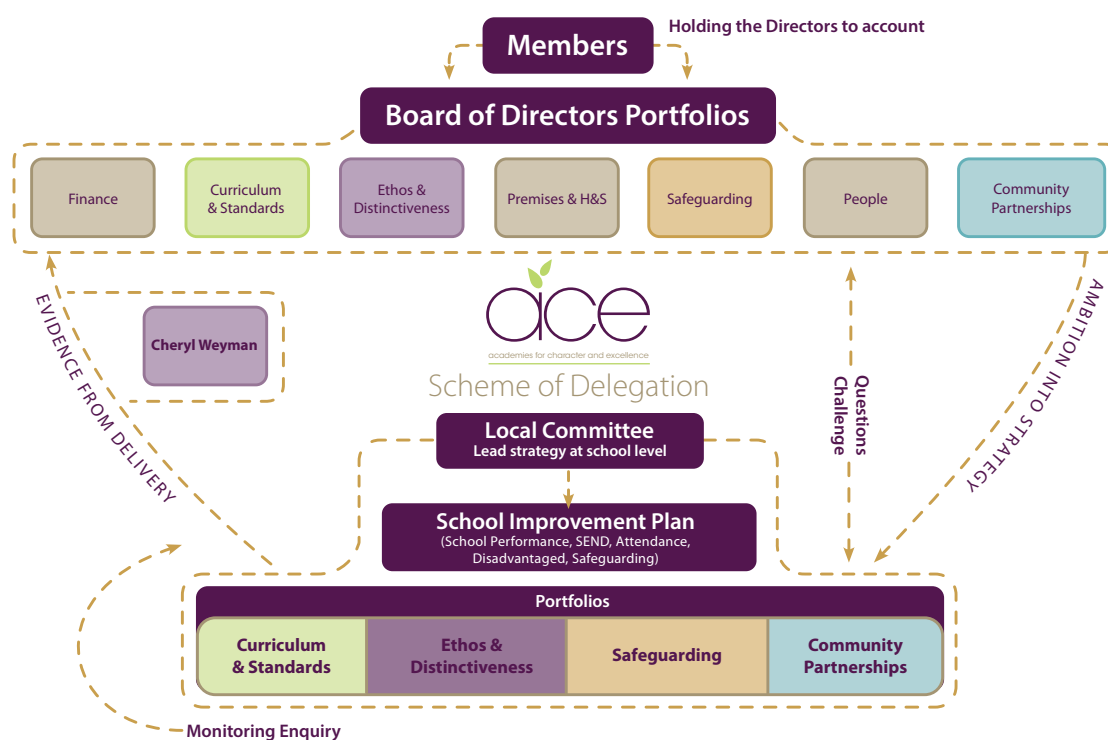 Members
Holding the Directors to account
Board of Directors Portfolios
Finance
Curriculum
& Standards
Ethos &
Distinctiveness
Premises & H&S
Safeguarding
People
Community
Partnerships
EVIDENCE FROM DELIVERY
Cheryl Weyman
ace
academies for character and excellence
Scheme of Delegation
Questions
Challenge
AMBITION INTO STRATEGY
Local Committee
Lead strategy at school level
School Improvement Plan
(School Performance, SEND, Attendance,
Disadvantaged, Safeguarding)
Portfolios
Curriculum
& Standards
Ethos &
Distinctiveness
Safeguarding
Community
Partnerships
Monitoring Enquiry